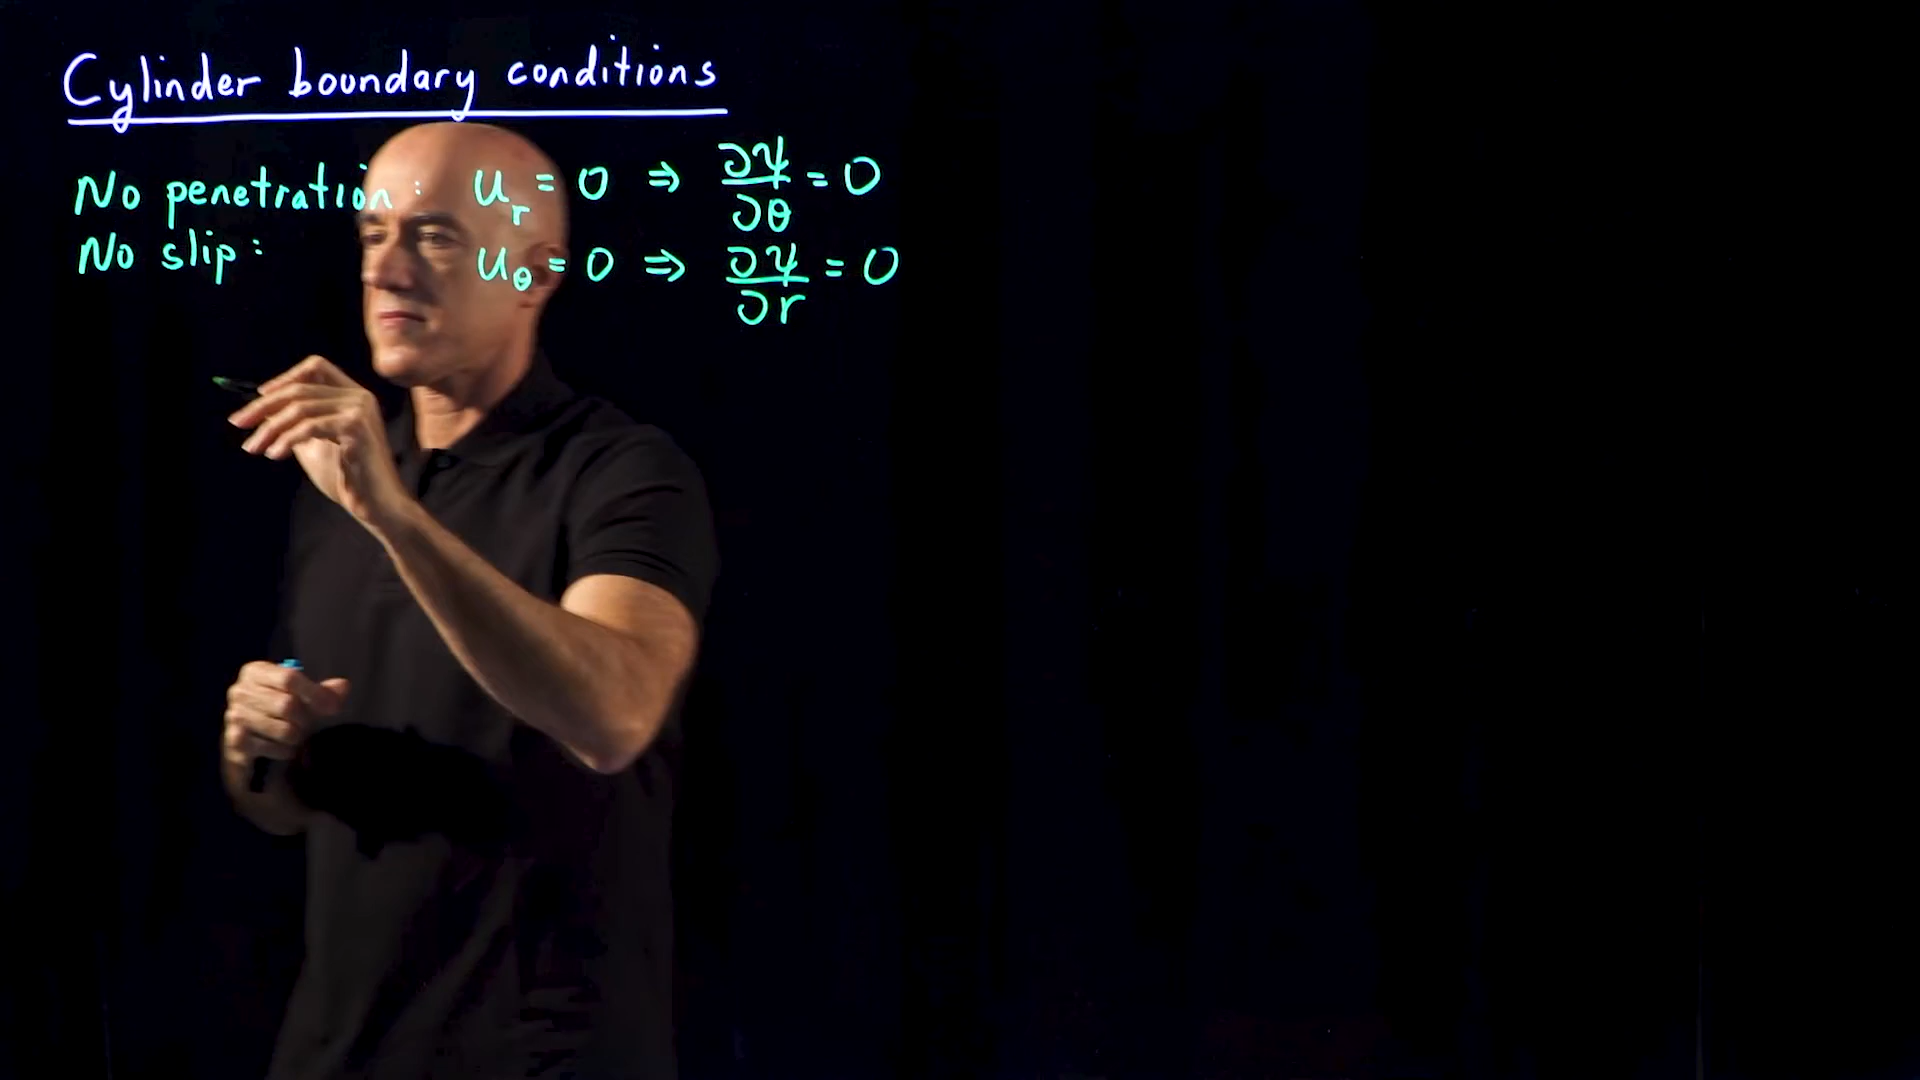 Cylinder boundary conditions
No penetration: u_r = 0 ⇒ ∂ψ/∂θ = 0
No slip: u_θ = 0 ⇒ ∂ψ/∂r = 0